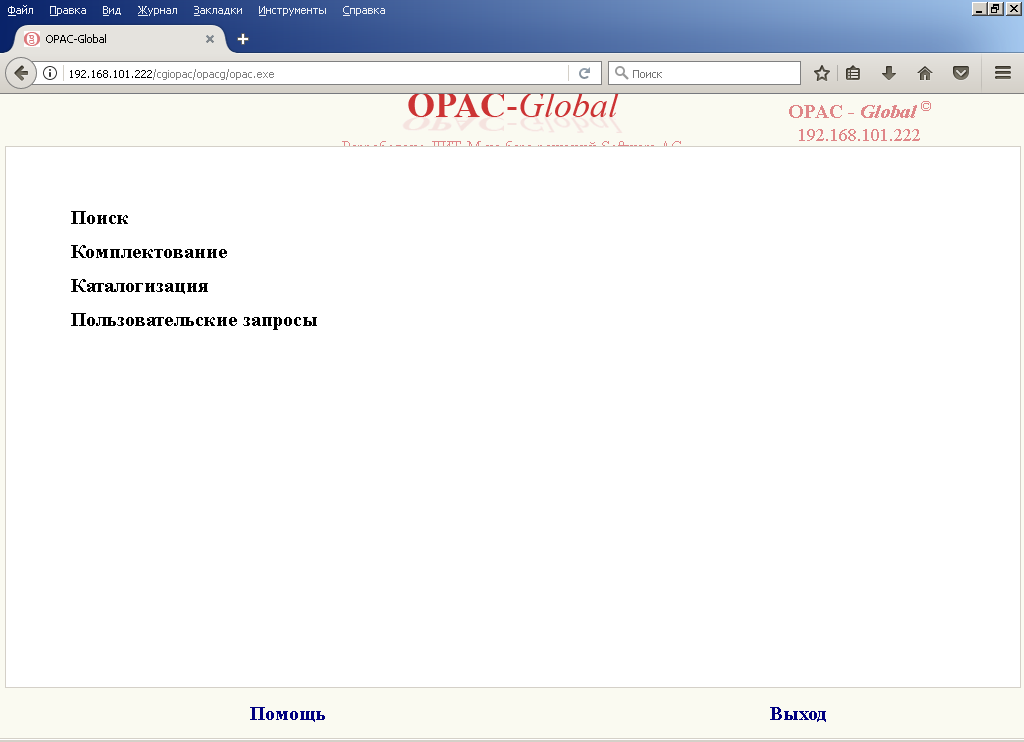 Файл Правка Вид Журнал Закладки Инструменты Справка
OPAC-Global
192.168.101.222/cgiopac/opacg/opac.exe
Поиск
OPAC-Global
OPAC - Global ©
192.168.101.222
Поиск
Комплектование
Каталогизация
Пользовательские запросы
Помощь Выход